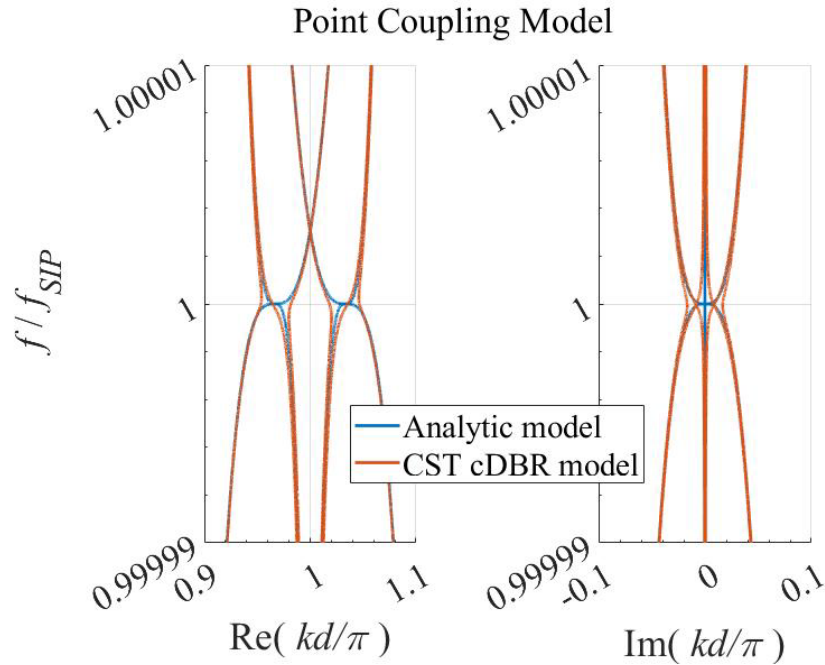 Point Coupling Model
f / f_SIP
1.00001
1
0.99999
0.9
1
1.1
Re( kd/π )
1.00001
1
0.99999
-0.1
0
0.1
Im( kd/π )
Analytic model
CST cDBR model